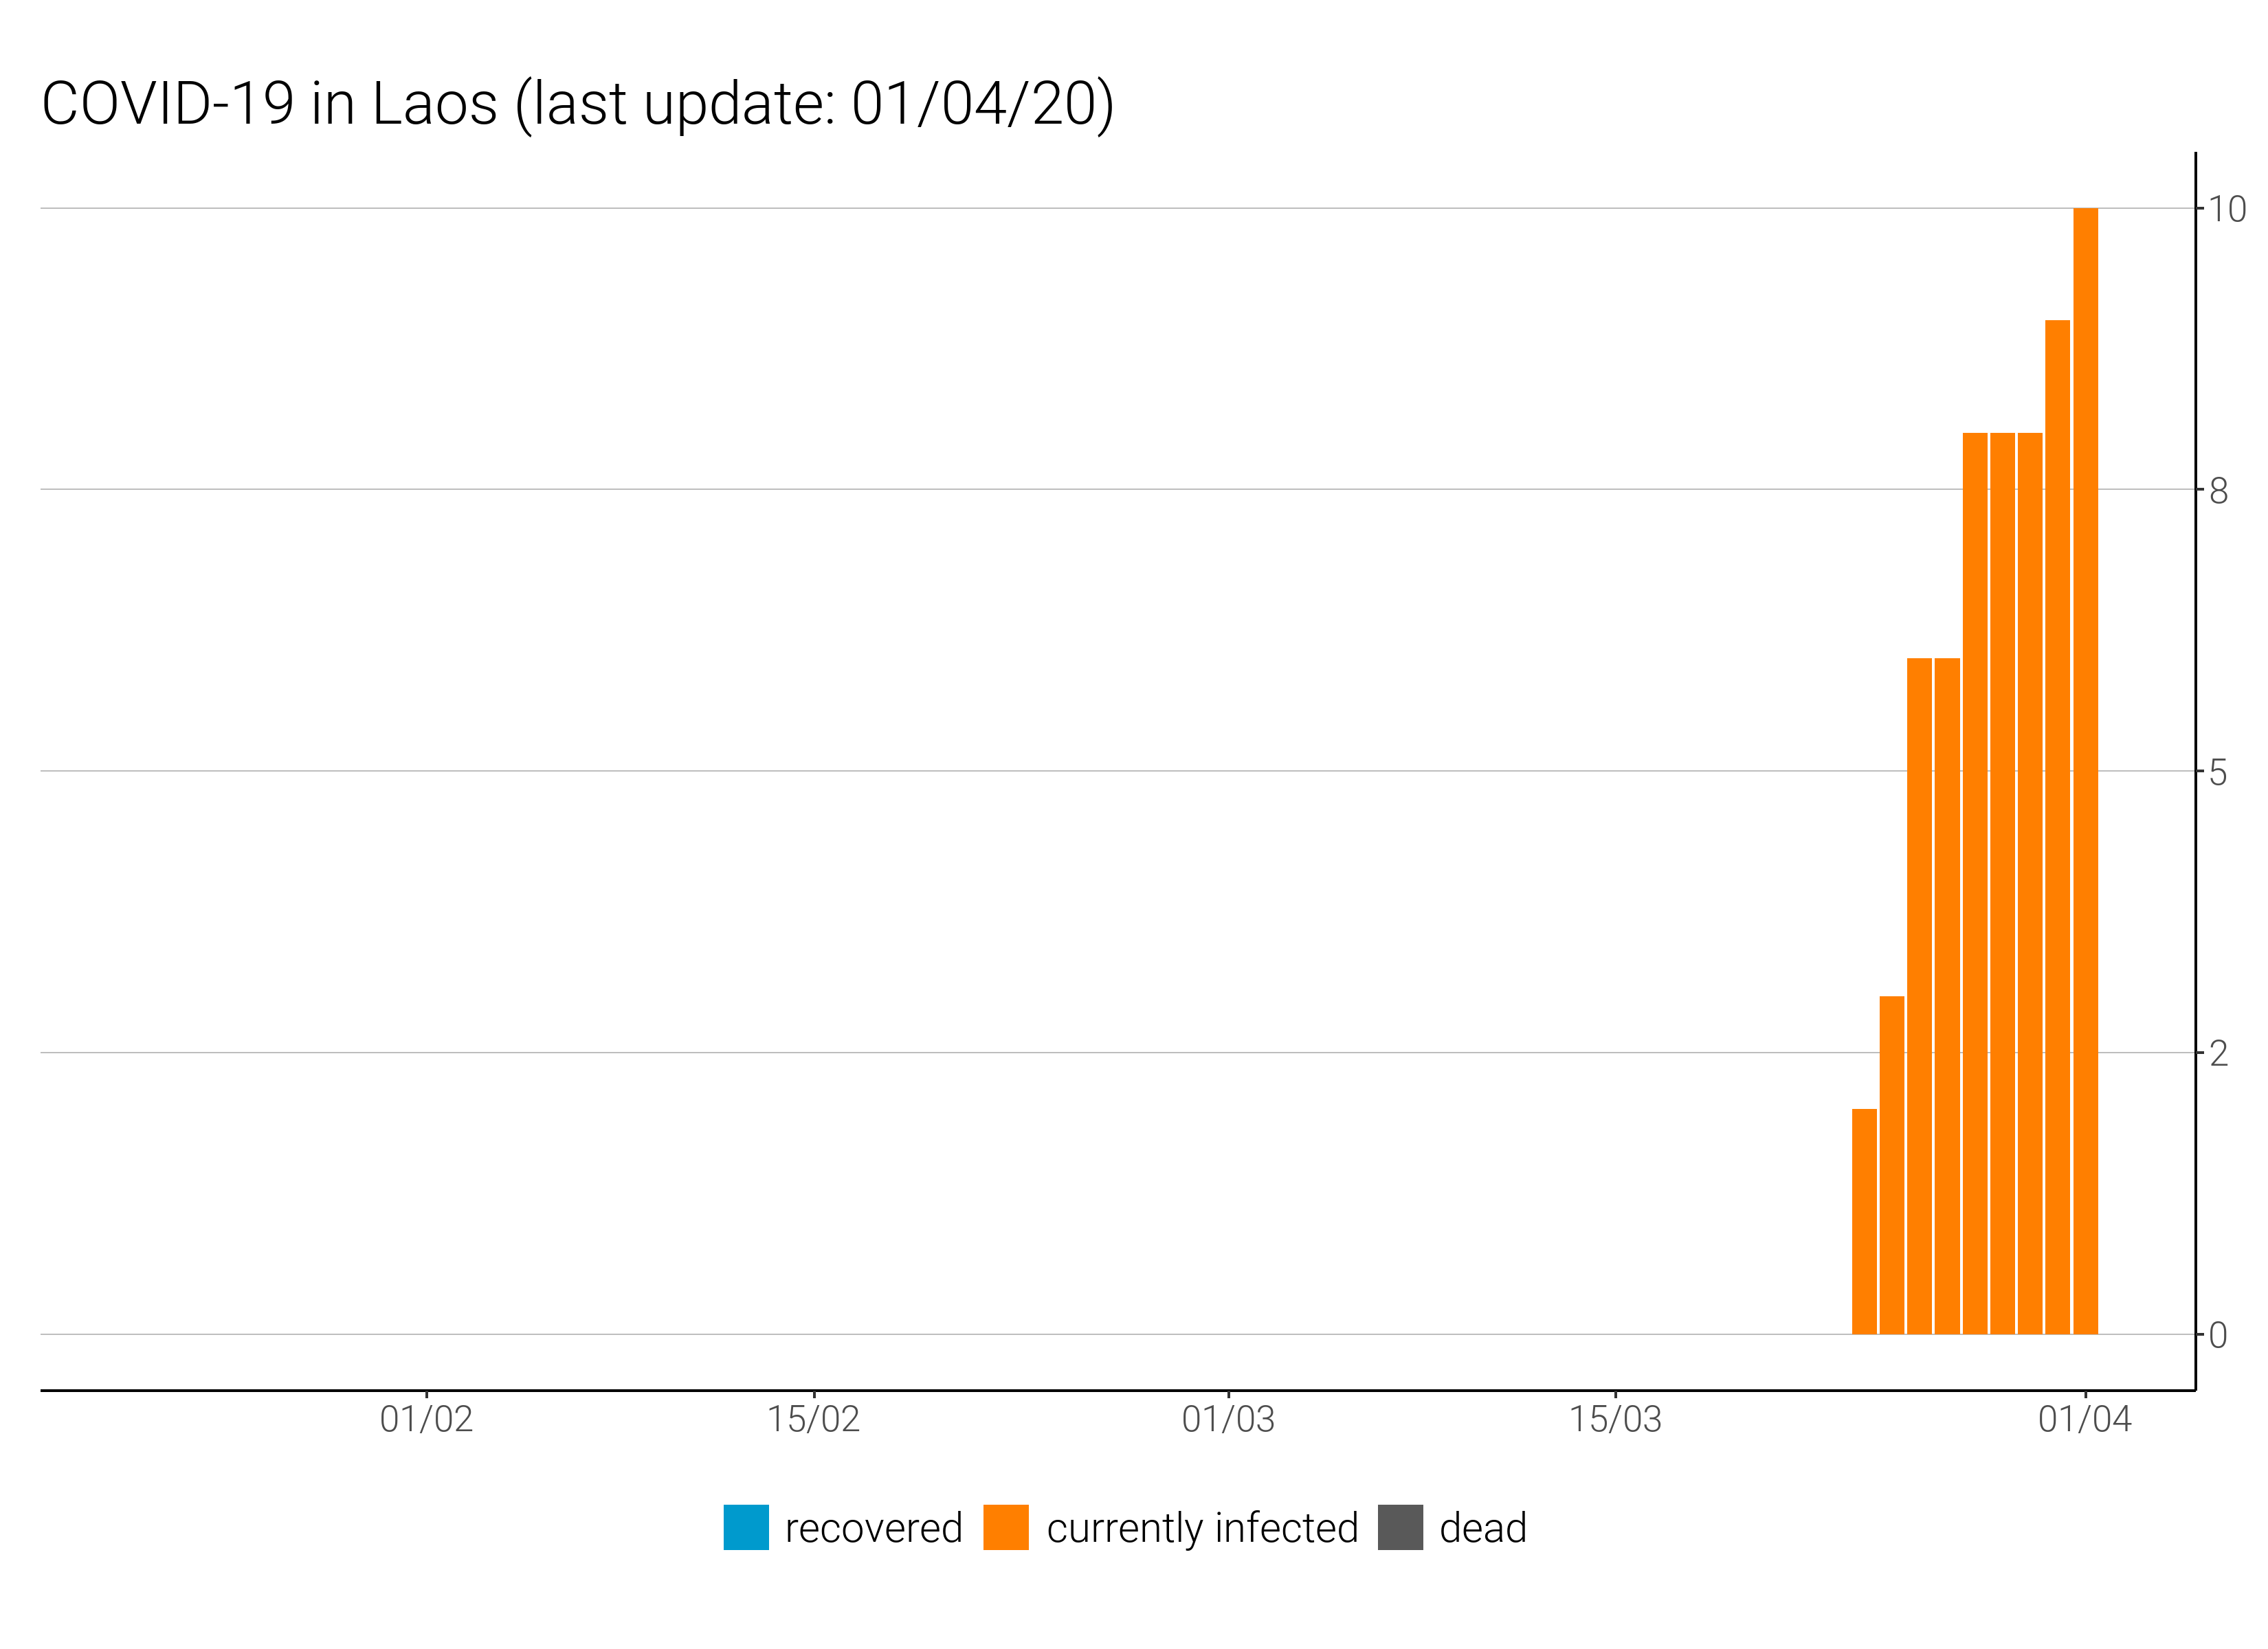 COVID-19 in Laos (last update: 01/04/20)
10
8
5
2
0
01/02 15/02 01/03 15/03 01/04
recovered currently infected dead